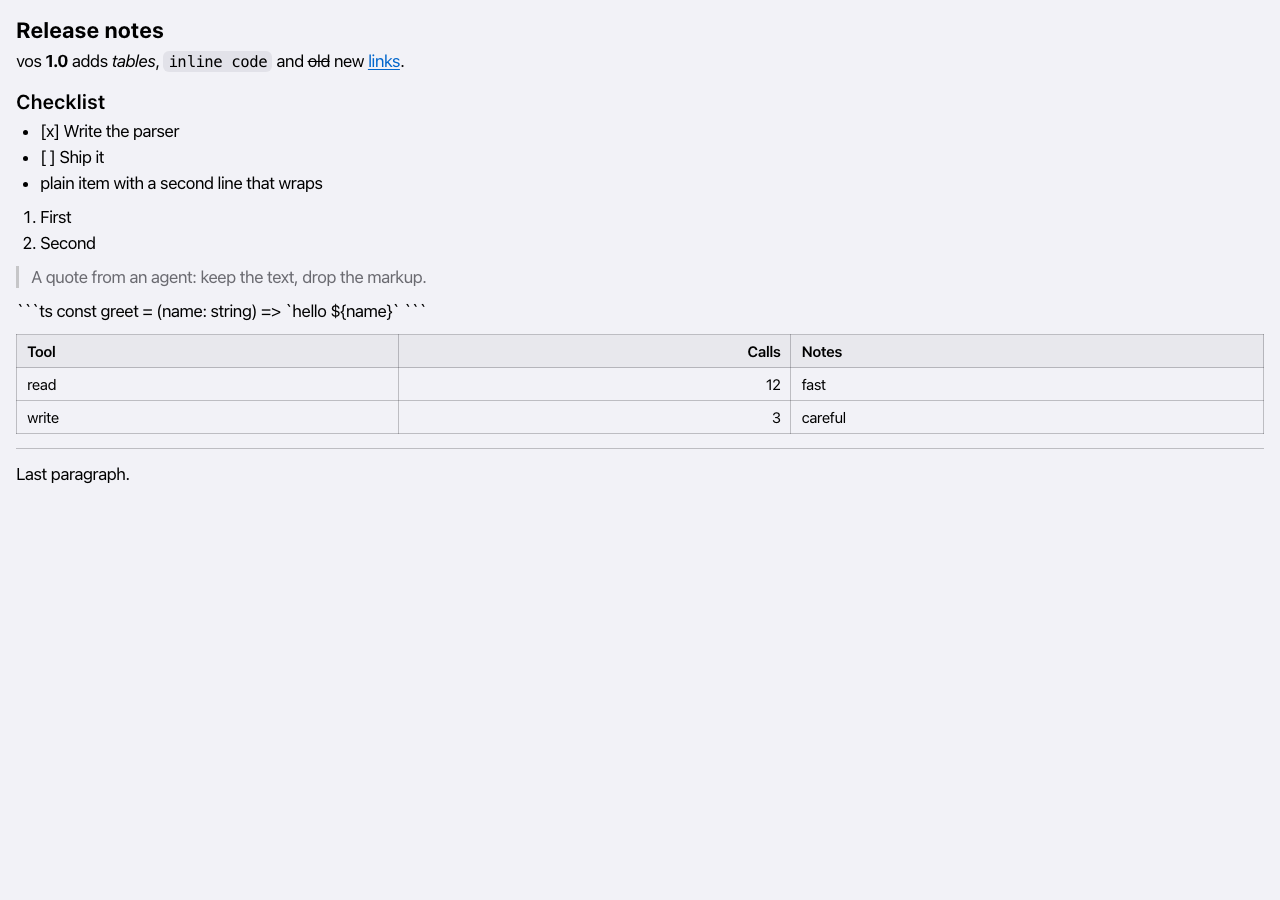 Release notes
vos 1.0 adds tables, inline code and old new links.
Checklist
• [x] Write the parser
• [ ] Ship it
• plain item with a second line that wraps
1. First
2. Second
A quote from an agent: keep the text, drop the markup.
```ts const greet = (name: string) => `hello ${name}` ```
Tool Calls Notes
read 12 fast
write 3 careful
Last paragraph.